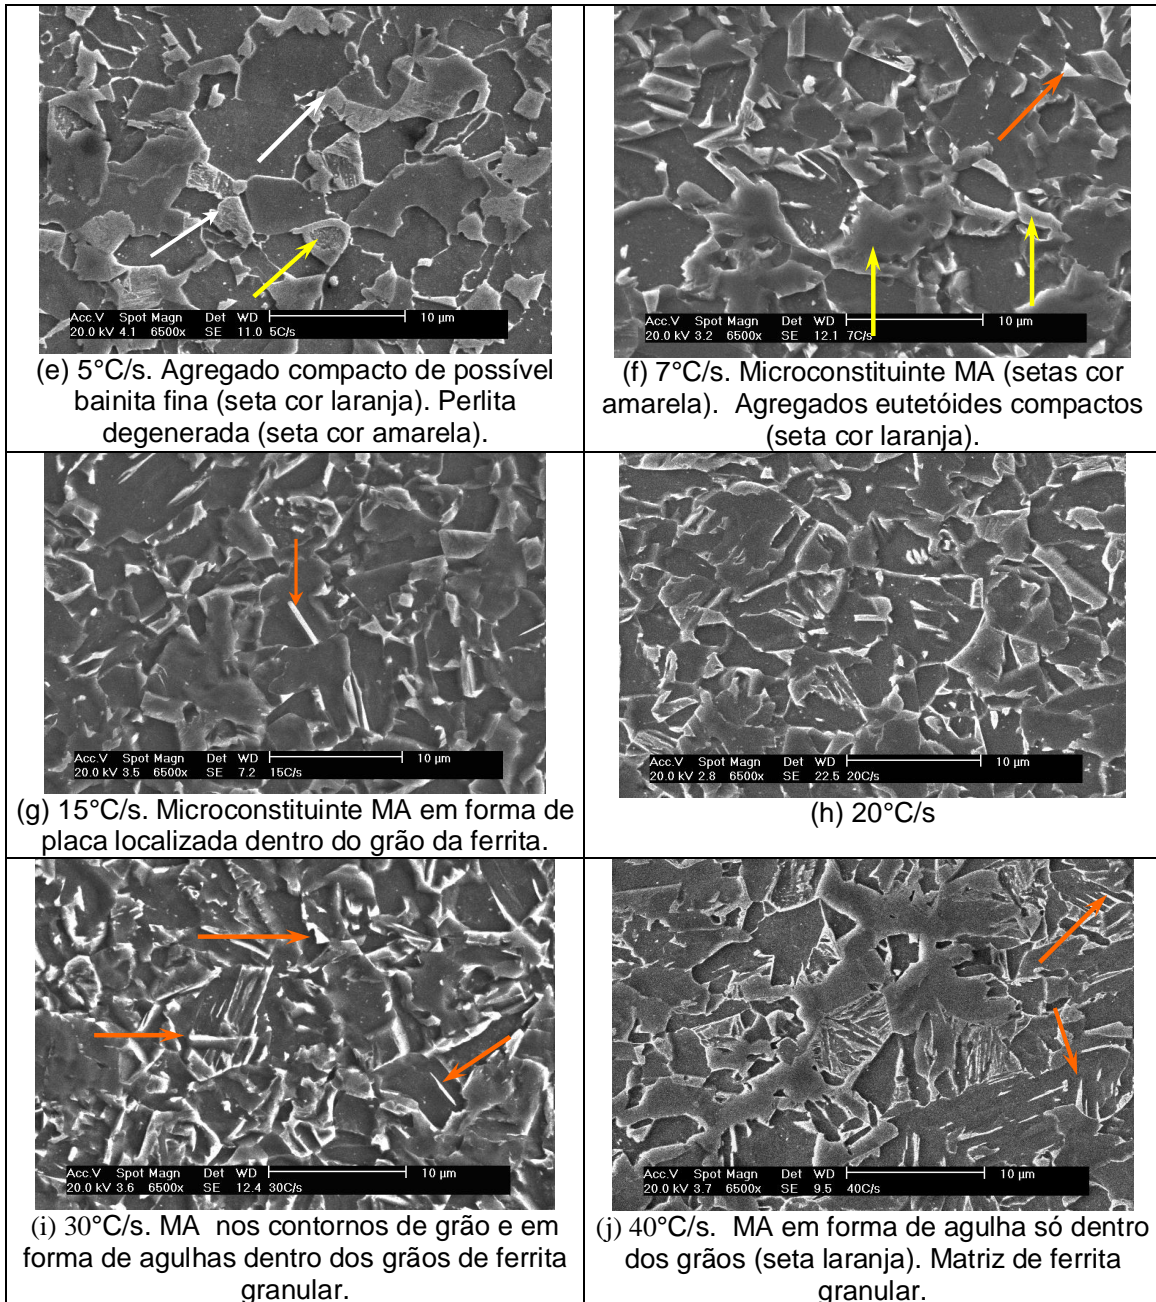 Acc.V Spot Magn Det WD 10 µm
20.0 kV 4.1 6500x SE 11.0 5C/s
(e) 5°C/s. Agregado compacto de possível
bainita fina (seta cor laranja). Perlita
degenerada (seta cor amarela).
Acc.V Spot Magn Det WD 10 µm
20.0 kV 3.2 6500x SE 12.1 7C/s
(f) 7°C/s. Microconstituinte MA (setas cor
amarela). Agregados eutetóides compactos
(seta cor laranja).
Acc.V Spot Magn Det WD 10 µm
20.0 kV 3.5 6500x SE 7.2 15C/s
(g) 15°C/s. Microconstituinte MA em forma de
placa localizada dentro do grão da ferrita.
Acc.V Spot Magn Det WD 10 µm
20.0 kV 2.8 6500x SE 22.5 20C/s
(h) 20°C/s
Acc.V Spot Magn Det WD 10 µm
20.0 kV 3.6 6500x SE 12.4 30C/s
(i) 30°C/s. MA nos contornos de grão e em
forma de agulhas dentro dos grãos de ferrita
granular.
Acc.V Spot Magn Det WD 10 µm
20.0 kV 3.7 6500x SE 9.5 40C/s
(j) 40°C/s. MA em forma de agulha só dentro
dos grãos (seta laranja). Matriz de ferrita
granular.